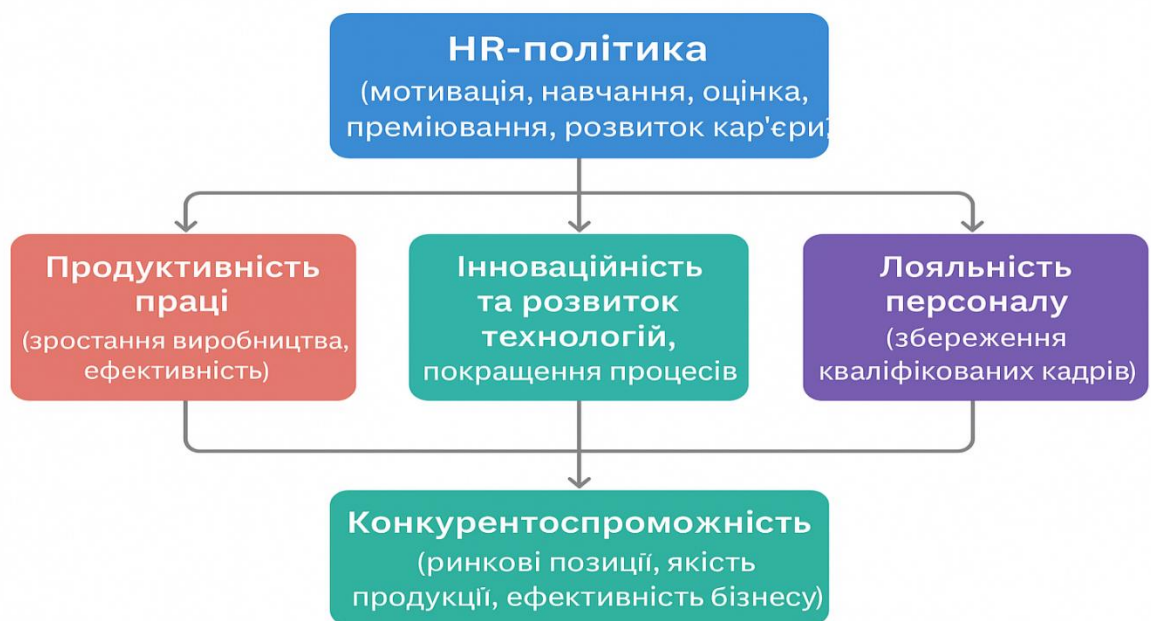 HR-політика
(мотивація, навчання, оцінка,
преміювання, розвиток кар'єри)
Продуктивність
праці
(зростання виробництва,
ефективність)
Інноваційність
та розвиток
технологій,
покращення процесів
Лояльність
персоналу
(збереження
кваліфікованих кадрів)
Конкурентоспроможність
(ринкові позиції, якість
продукції, ефективність бізнесу)